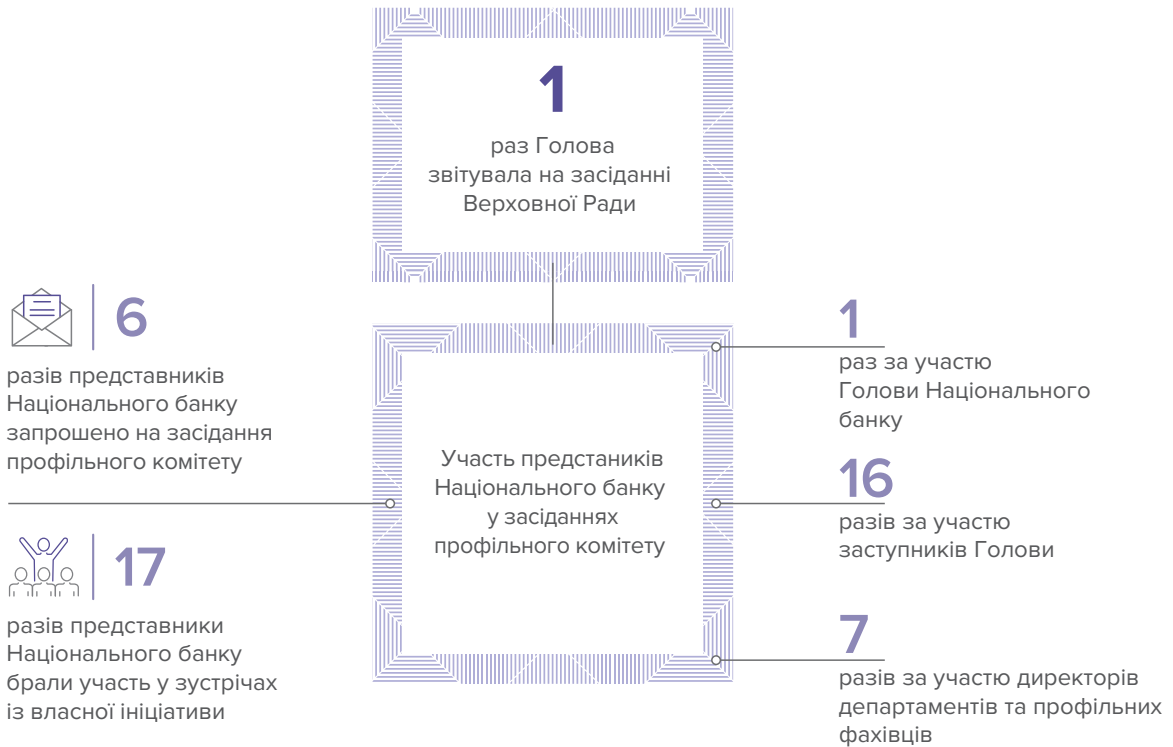 1
раз Голова
звітувала на засіданні
Верховної Ради
6
разів представників
Національного банку
запрошено на засідання
профільного комітету
17
разів представники
Національного банку
брали участь у зустрічах
із власної ініціативи
Участь предстаників
Національного банку
у засіданнях
профільного комітету
1
раз за участю
Голови Національного
банку
16
разів за участю
заступників Голови
7
разів за участю директорів
департаментів та профільних
фахівців